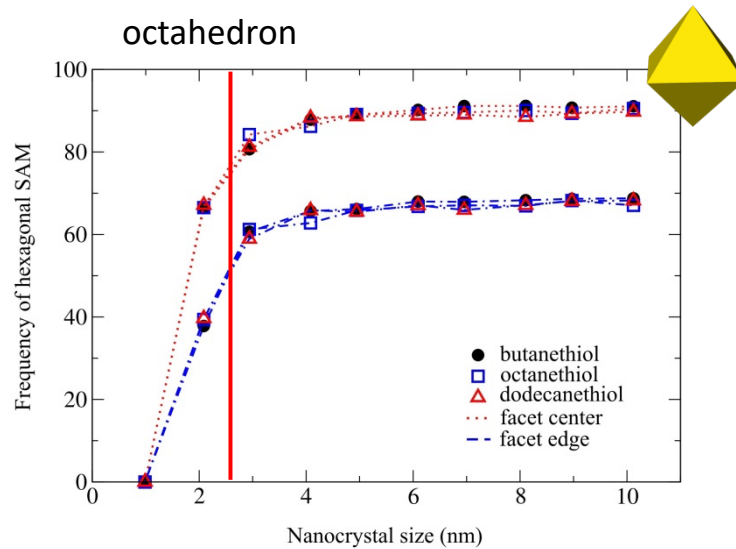 octahedron
100
80
60
40
20
0
Frequency of hexagonal SAM
butanethiol
octanethiol
dodecanethiol
facet center
facet edge
0 2 4 6 8 10
Nanocrystal size (nm)